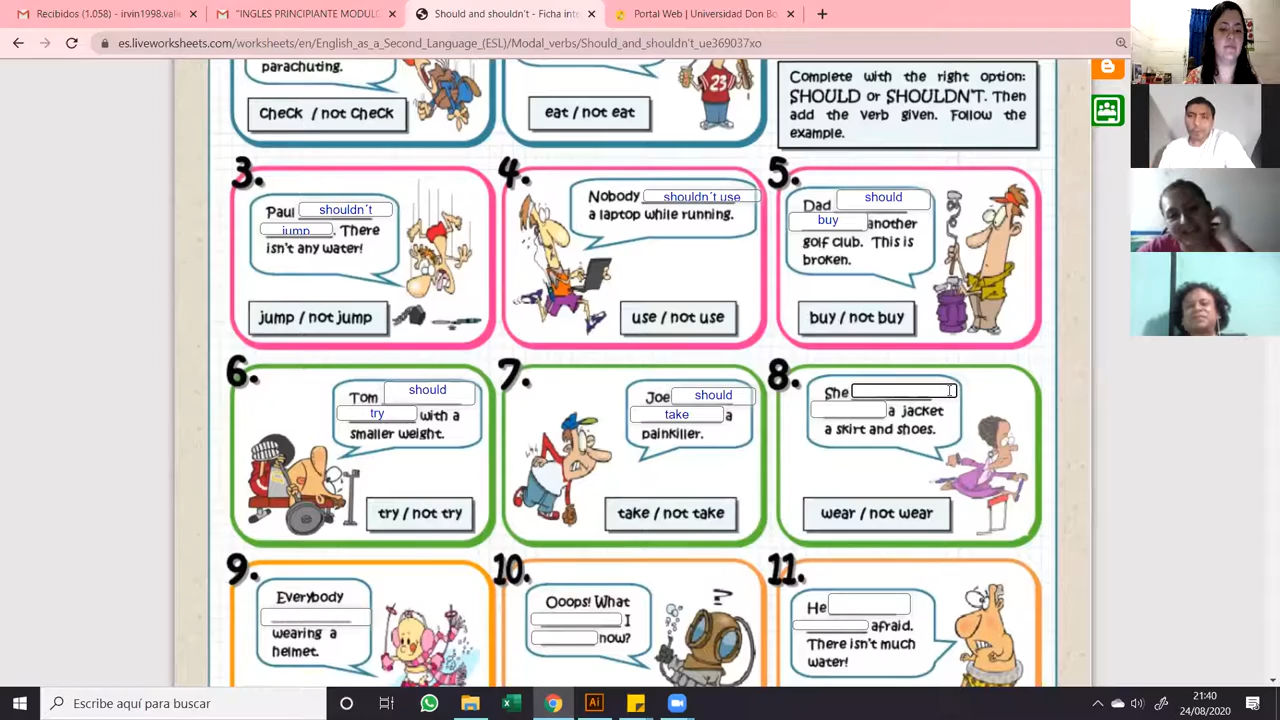 Recibidos (1.058) - irvin1998.vale
"INGLES PRINCIPIANTE MODULO
Should and shouldn't - Ficha inte
Portal Web | Universidad Don Bo
es.liveworksheets.com/worksheets/en/English_as_a_Second_Language_(ESL)/Modal_verbs/Should_and_shouldn't_ue369037xo
parachuting.
Check / not Check
23
eat / not eat
Complete with the right option:
SHOULD or SHOULDN'T. Then
add the verb given. Follow the
example.
3.
Paul shouldn´t
jump. There
isn't any water!
jump / not jump
4.
Nobody shouldn´t use
a laptop while running.
use / not use
5.
Dad should
buy another
golf club. This is
broken.
buy / not buy
6.
Tom should
try with a
smaller weight.
try / not try
7.
Joe should
take a
painkiller.
take / not take
8.
She
a jacket
a skirt and shoes.
wear / not wear
9.
Everybody
wearing a
helmet.
10.
Ooops! What
I
now?
?
11.
He
afraid.
There isn't much
water!
Escribe aquí para buscar
Ai
21:40
24/08/2020